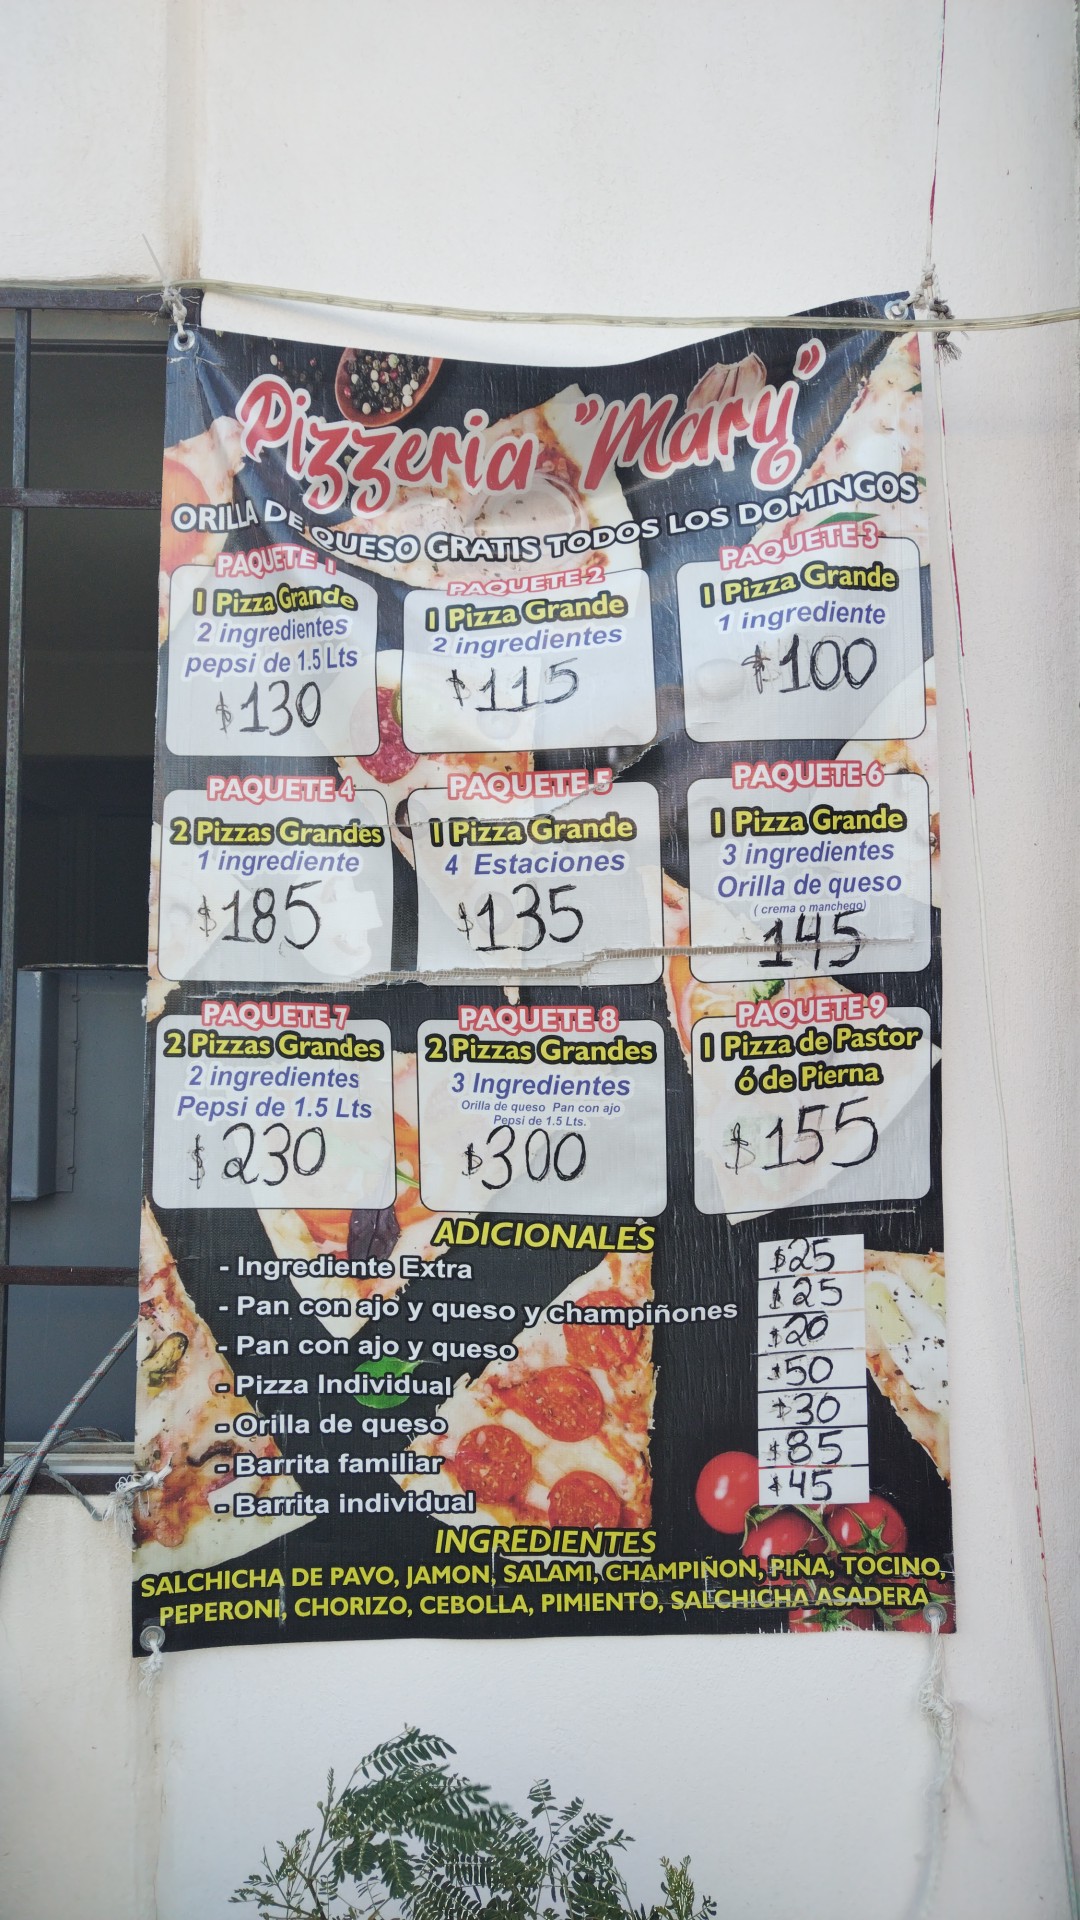 Pizzeria "Mary"
ORILLA DE QUESO GRATIS TODOS LOS DOMINGOS
PAQUETE 1
1 Pizza Grande
2 ingredientes
pepsi de 1.5 Lts
$130
PAQUETE 2
1 Pizza Grande
2 ingredientes
$115
PAQUETE 3
1 Pizza Grande
1 ingrediente
$100
PAQUETE 4
2 Pizzas Grandes
1 ingrediente
$185
PAQUETE 5
1 Pizza Grande
4 Estaciones
$135
PAQUETE 6
1 Pizza Grande
3 ingredientes
Orilla de queso
( crema o manchego)
145
PAQUETE 7
2 Pizzas Grandes
2 ingredientes
Pepsi de 1.5 Lts
$230
PAQUETE 8
2 Pizzas Grandes
3 Ingredientes
Orilla de queso Pan con ajo
Pepsi de 1.5 Lts.
$300
PAQUETE 9
1 Pizza de Pastor
ó de Pierna
$155
ADICIONALES
- Ingrediente Extra $25
- Pan con ajo y queso y champiñones $25
- Pan con ajo y queso $20
- Pizza Individual $50
- Orilla de queso $30
- Barrita familiar $85
- Barrita individual $45
INGREDIENTES
SALCHICHA DE PAVO, JAMON, SALAMI, CHAMPIÑON, PIÑA, TOCINO,
PEPERONI, CHORIZO, CEBOLLA, PIMIENTO, SALCHICHA ASADERA